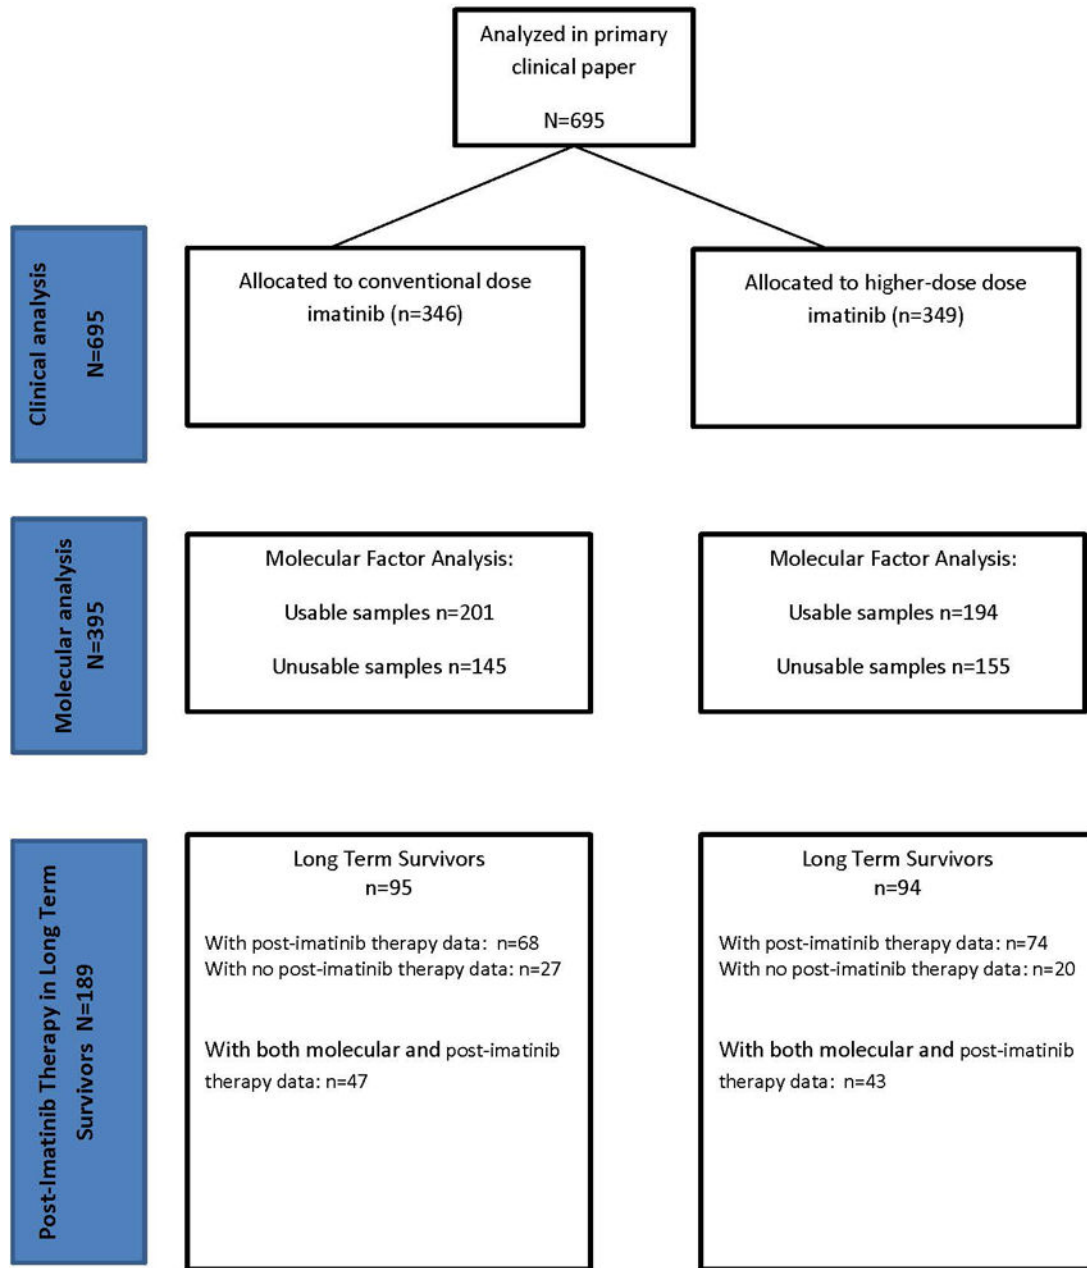 Analyzed in primary
clinical paper
N=695
Clinical analysis
N=695
Allocated to conventional dose
imatinib (n=346)
Allocated to higher-dose dose
imatinib (n=349)
Molecular analysis
N=395
Molecular Factor Analysis:
Usable samples n=201
Unusable samples n=145
Molecular Factor Analysis:
Usable samples n=194
Unusable samples n=155
Post-Imatinib Therapy in Long Term
Survivors N=189
Long Term Survivors
n=95
With post-imatinib therapy data: n=68
With no post-imatinib therapy data: n=27
With both molecular and post-imatinib
therapy data: n=47
Long Term Survivors
n=94
With post-imatinib therapy data: n=74
With no post-imatinib therapy data: n=20
With both molecular and post-imatinib
therapy data: n=43